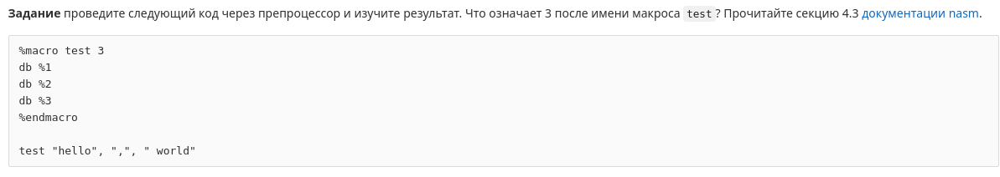 Задание проведите следующий код через препроцессор и изучите результат. Что означает 3 после имени макроса test? Прочитайте секцию 4.3 документации nasm.
%macro test 3
db %1
db %2
db %3
%endmacro
test "hello", ",", " world"